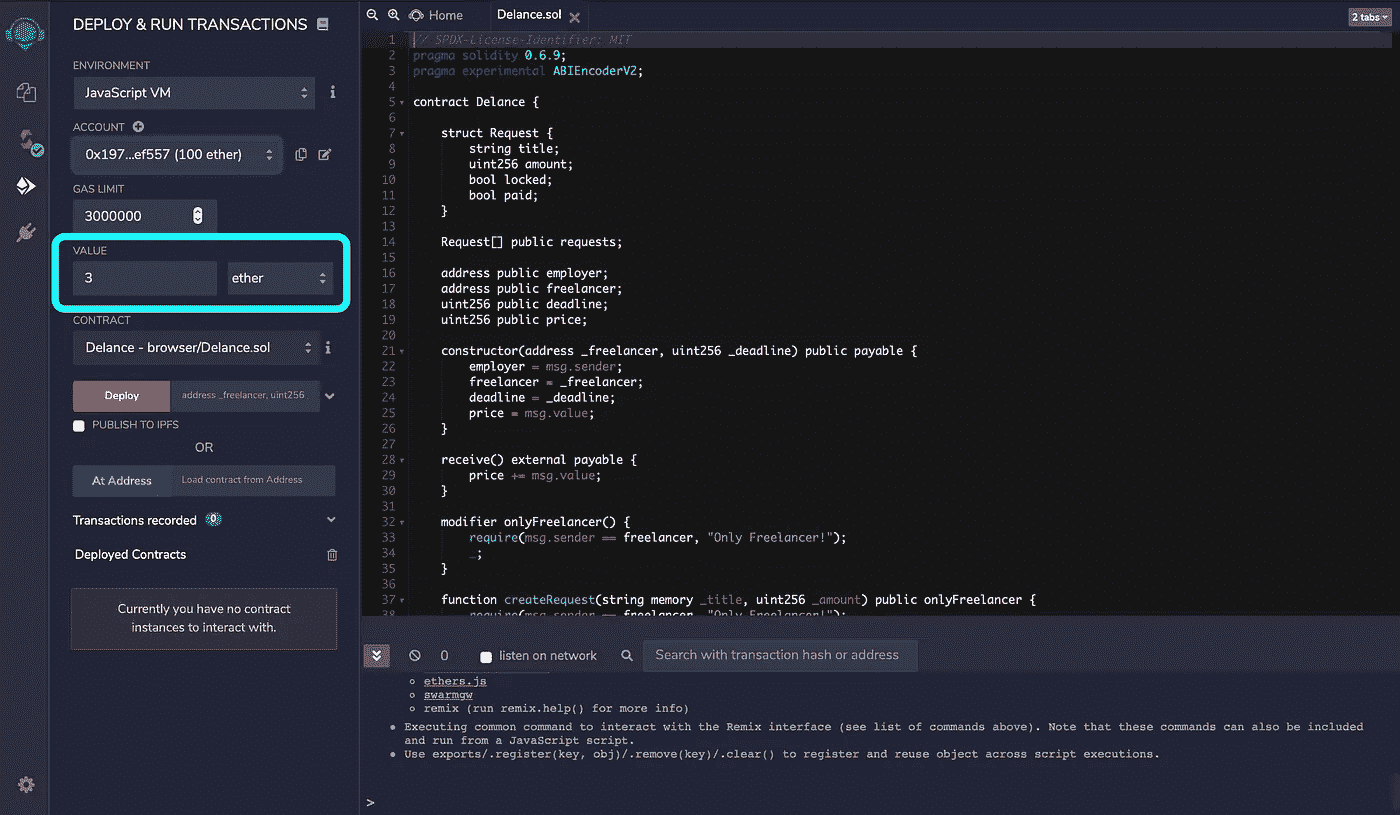 DEPLOY & RUN TRANSACTIONS
ENVIRONMENT
JavaScript VM
ACCOUNT
0x197...ef557 (100 ether)
GAS LIMIT
3000000
VALUE
3 ether
CONTRACT
Delance - browser/Delance.sol
Deploy address _freelancer, uint256
PUBLISH TO IPFS
OR
At Address Load contract from Address
Transactions recorded 0
Deployed Contracts
Currently you have no contract
instances to interact with.
Home Delance.sol 2 tabs
1 // SPDX-License-Identifier: MIT
2 pragma solidity 0.6.9;
3 pragma experimental ABIEncoderV2;
4
5 contract Delance {
6
7 struct Request {
8 string title;
9 uint256 amount;
10 bool locked;
11 bool paid;
12 }
13
14 Request[] public requests;
15
16 address public employer;
17 address public freelancer;
18 uint256 public deadline;
19 uint256 public price;
20
21 constructor(address _freelancer, uint256 _deadline) public payable {
22 employer = msg.sender;
23 freelancer = _freelancer;
24 deadline = _deadline;
25 price = msg.value;
26 }
27
28 receive() external payable {
29 price += msg.value;
30 }
31
32 modifier onlyFreelancer() {
33 require(msg.sender == freelancer, "Only Freelancer!");
34 _;
35 }
36
37 function createRequest(string memory _title, uint256 _amount) public onlyFreelancer {
38 require(msg.sender == freelancer, "Only Freelancer!");
0 listen on network Search with transaction hash or address
ethers.js
swarmgw
remix (run remix.help() for more info)
Executing common command to interact with the Remix interface (see list of commands above). Note that these commands can also be included
and run from a JavaScript script.
Use exports/.register(key, obj)/.remove(key)/.clear() to register and reuse object across script executions.
>